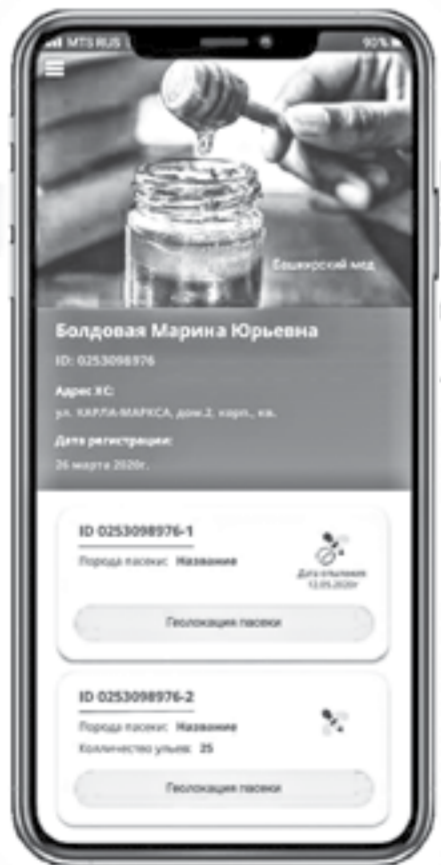 MTS RUS 90%
Башкирский мед
Болдовая Марина Юрьевна
ID: 0253098976
Адрес ХС:
ул. КАРЛА-МАРКСА, дом.2, корп., кв.
Дата регистрации:
26 марта 2020г.
ID 0253098976-1
Порода пасеки: Название
Дата опыления
12.05.2020г
Геолокация пасеки
ID 0253098976-2
Порода пасеки: Название
Колличество ульев: 25
Геолокация пасеки